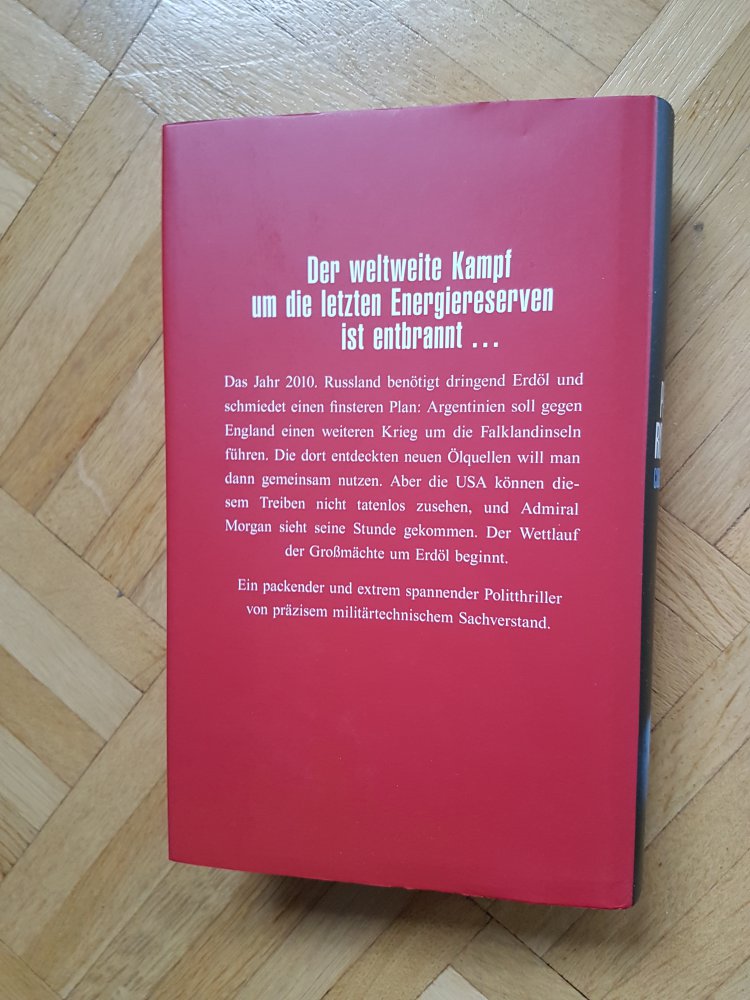 Der weltweite Kampf
um die letzten Energiereserven
ist entbrannt ...
Das Jahr 2010. Russland benötigt dringend Erdöl und
schmiedet einen finsteren Plan: Argentinien soll gegen
England einen weiteren Krieg um die Falklandinseln
führen. Die dort entdeckten neuen Ölquellen will man
dann gemeinsam nutzen. Aber die USA können die-
sem Treiben nicht tatenlos zusehen, und Admiral
Morgan sieht seine Stunde gekommen. Der Wettlauf
der Großmächte um Erdöl beginnt.
Ein packender und extrem spannender Politthriller
von präzisem militärtechnischem Sachverstand.